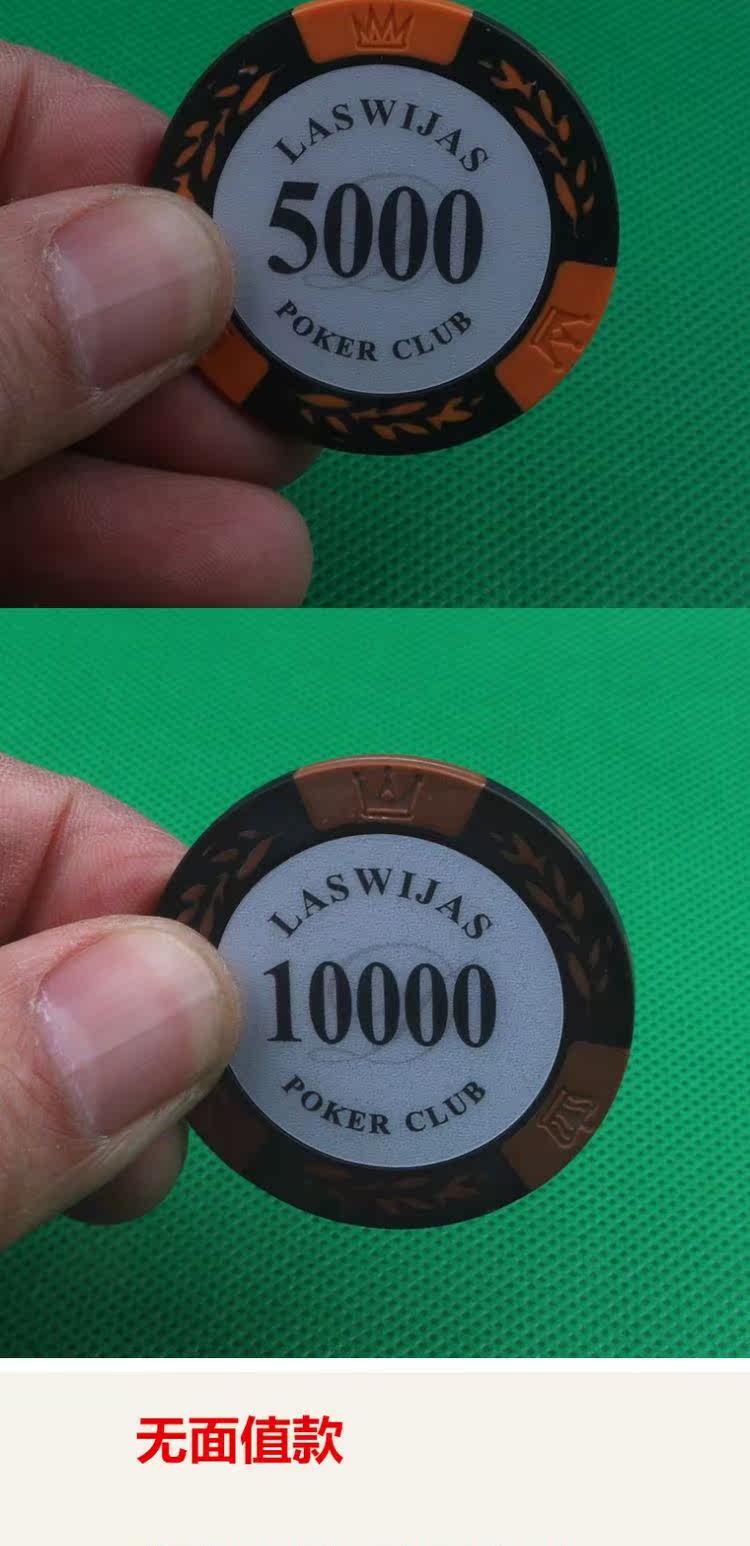 LASWIJAS
5000
POKER CLUB
LASWIJAS
10000
POKER CLUB
无面值款